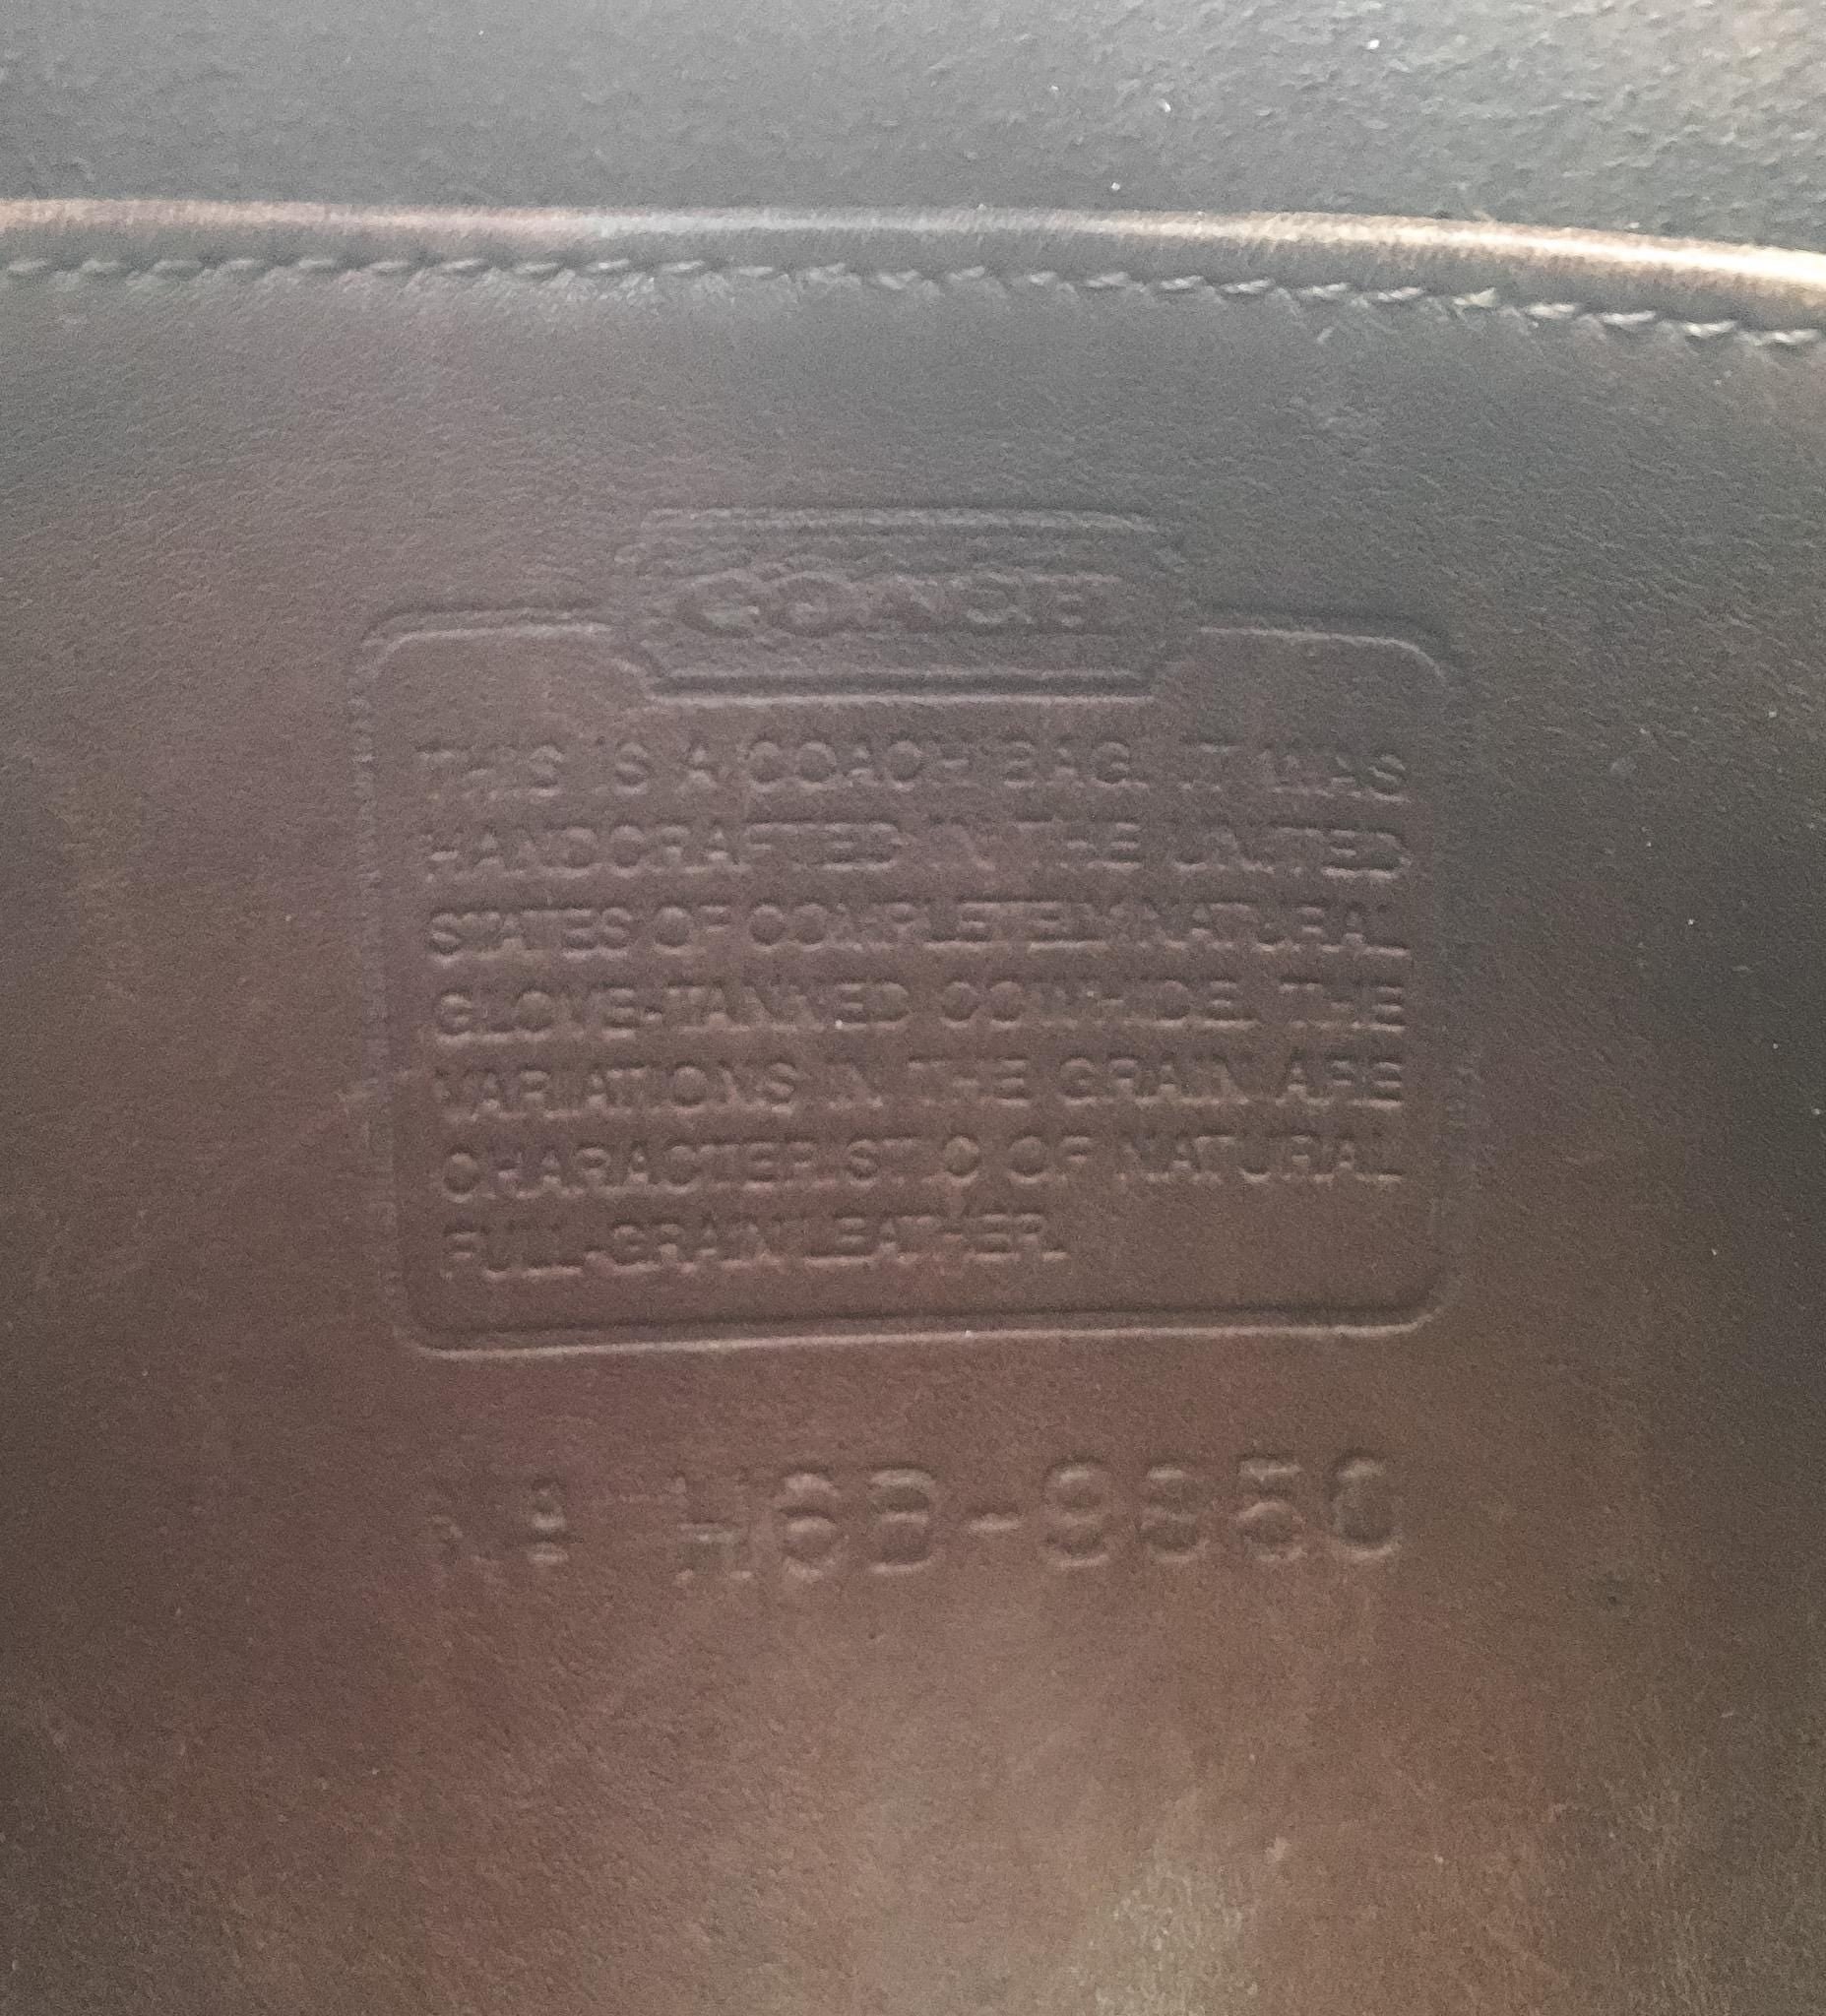 COACH
THIS IS A COACH BAG. IT WAS
HANDCRAFTED IN THE UNITED
STATES OF COMPLETELY NATURAL
GLOVE-TANNED COWHIDE. THE
VARIATIONS IN THE GRAIN ARE
CHARACTERISTIC OF NATURAL
FULL-GRAIN LEATHER.